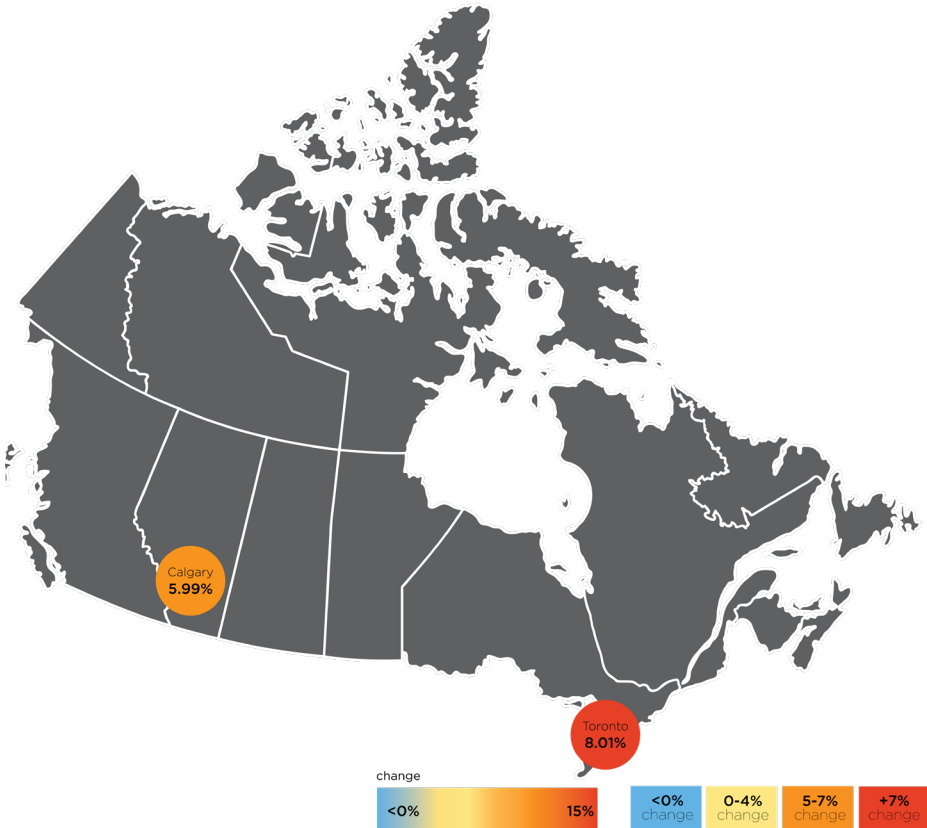 Calgary
5.99%
Toronto
8.01%
change
<0%
15%
<0%
change
0-4%
change
5-7%
change
+7%
change